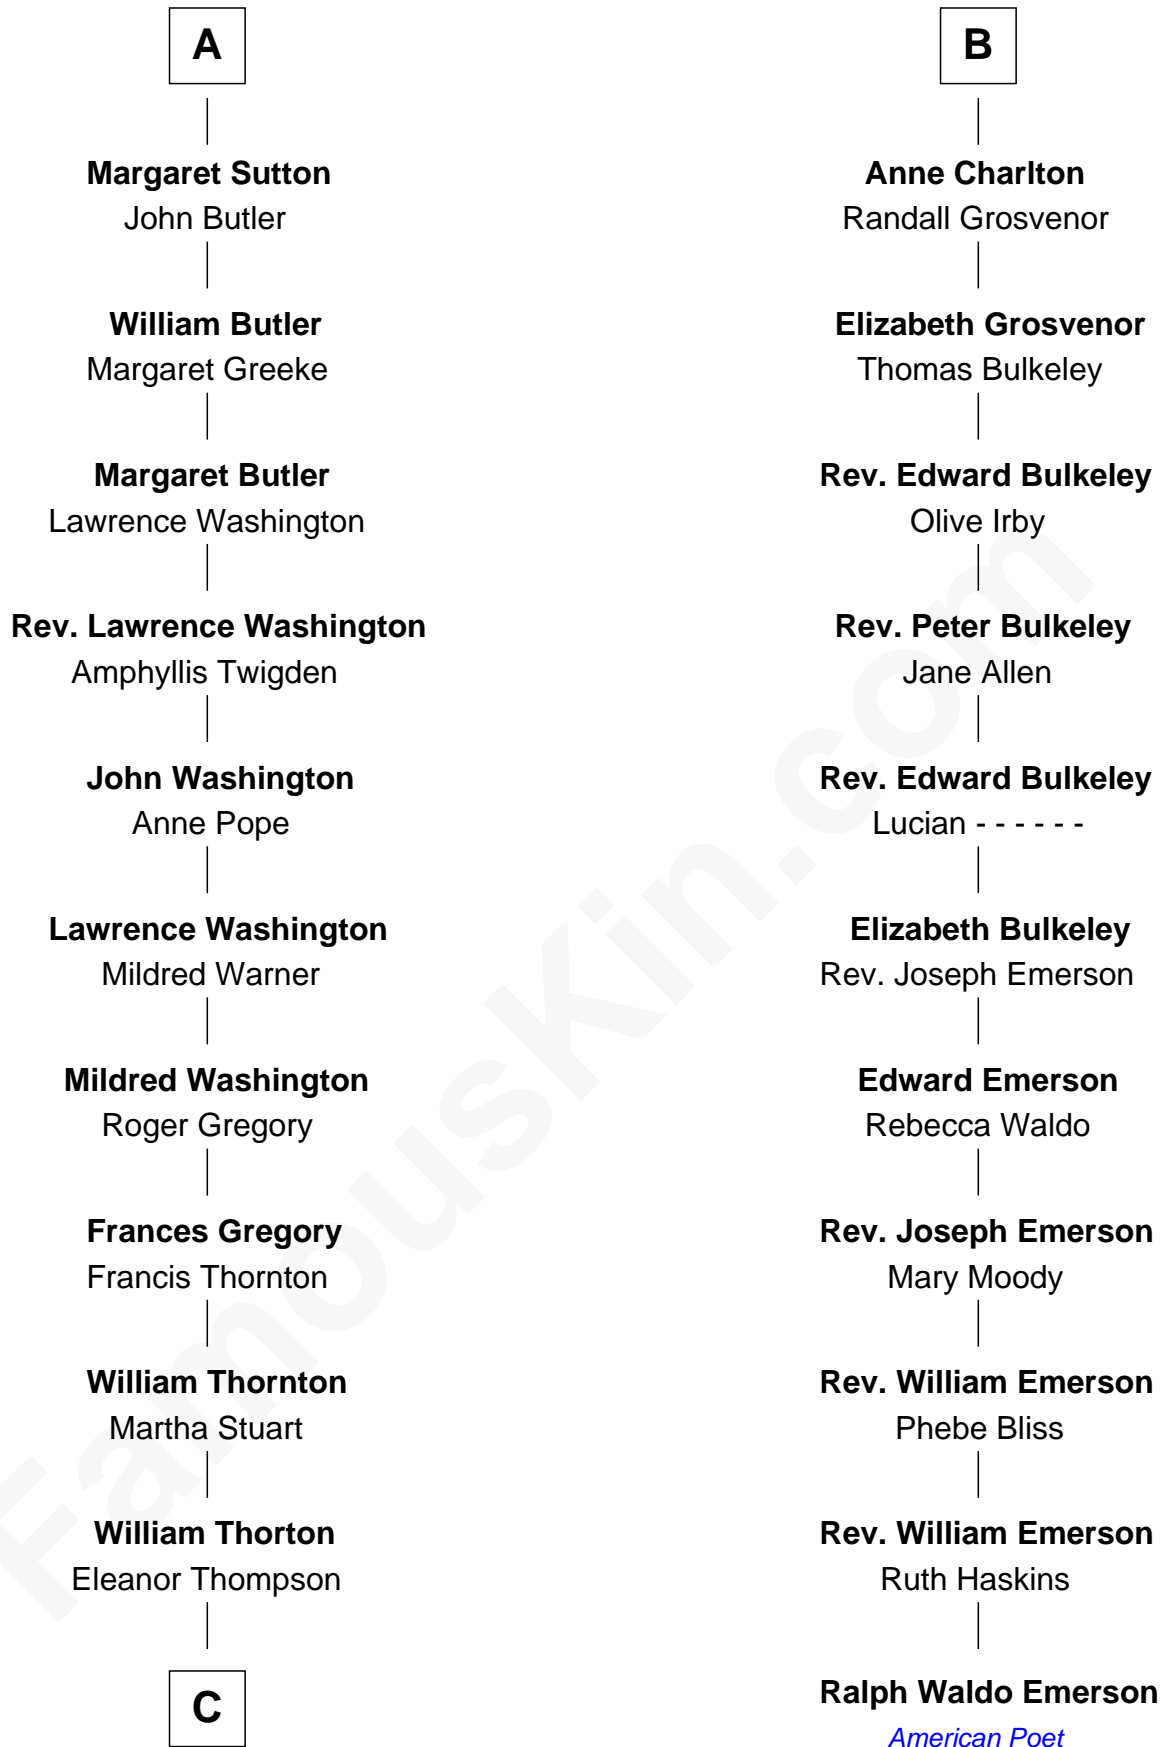 A
Margaret Sutton
John Butler
William Butler
Margaret Greeke
Margaret Butler
Lawrence Washington
Rev. Lawrence Washington
Amphyllis Twigden
John Washington
Anne Pope
Lawrence Washington
Mildred Warner
Mildred Washington
Roger Gregory
Frances Gregory
Francis Thornton
William Thornton
Martha Stuart
William Thorton
Eleanor Thompson
C
B
Anne Charlton
Randall Grosvenor
Elizabeth Grosvenor
Thomas Bulkeley
Rev. Edward Bulkeley
Olive Irby
Rev. Peter Bulkeley
Jane Allen
Rev. Edward Bulkeley
Lucian - - - - - -
Elizabeth Bulkeley
Rev. Joseph Emerson
Edward Emerson
Rebecca Waldo
Rev. Joseph Emerson
Mary Moody
Rev. William Emerson
Phebe Bliss
Rev. William Emerson
Ruth Haskins
Ralph Waldo Emerson
American Poet
FamousKin.com